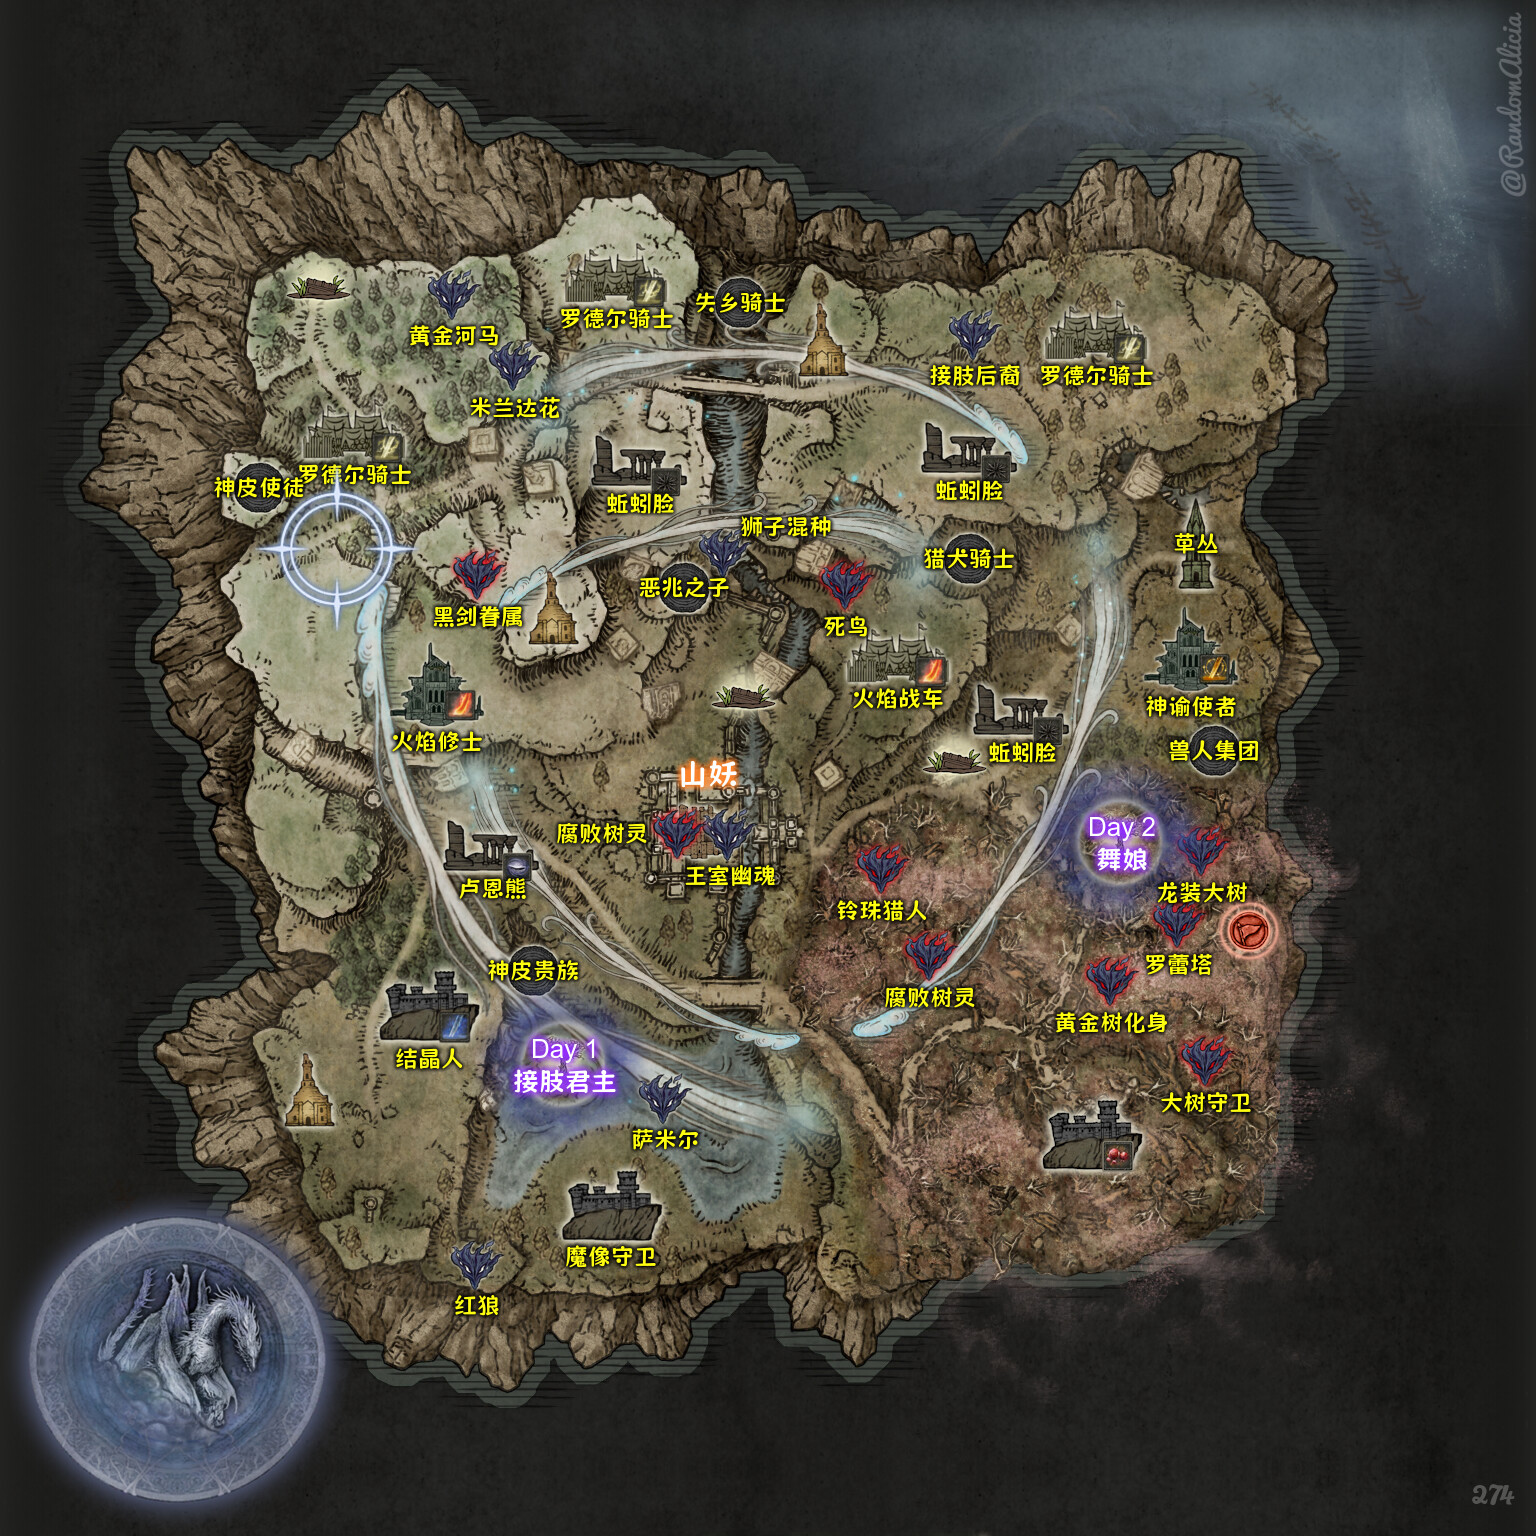 @RandomAlicia
黄金河马
罗德尔骑士
失乡骑士
米兰达花
接肢后裔
罗德尔骑士
神皮使徒
罗德尔骑士
蚯蚓脸
蚯蚓脸
狮子混种
草丛
猎犬骑士
恶兆之子
黑剑眷属
死鸟
火焰战车
神谕使者
火焰修士
蚯蚓脸
兽人集团
山妖
腐败树灵
王室幽魂
Day 2
舞娘
卢恩熊
铃珠猎人
龙装大树
神皮贵族
罗蕾塔
腐败树灵
黄金树化身
结晶人
Day 1
接肢君主
大树守卫
萨米尔
魔像守卫
红狼
274